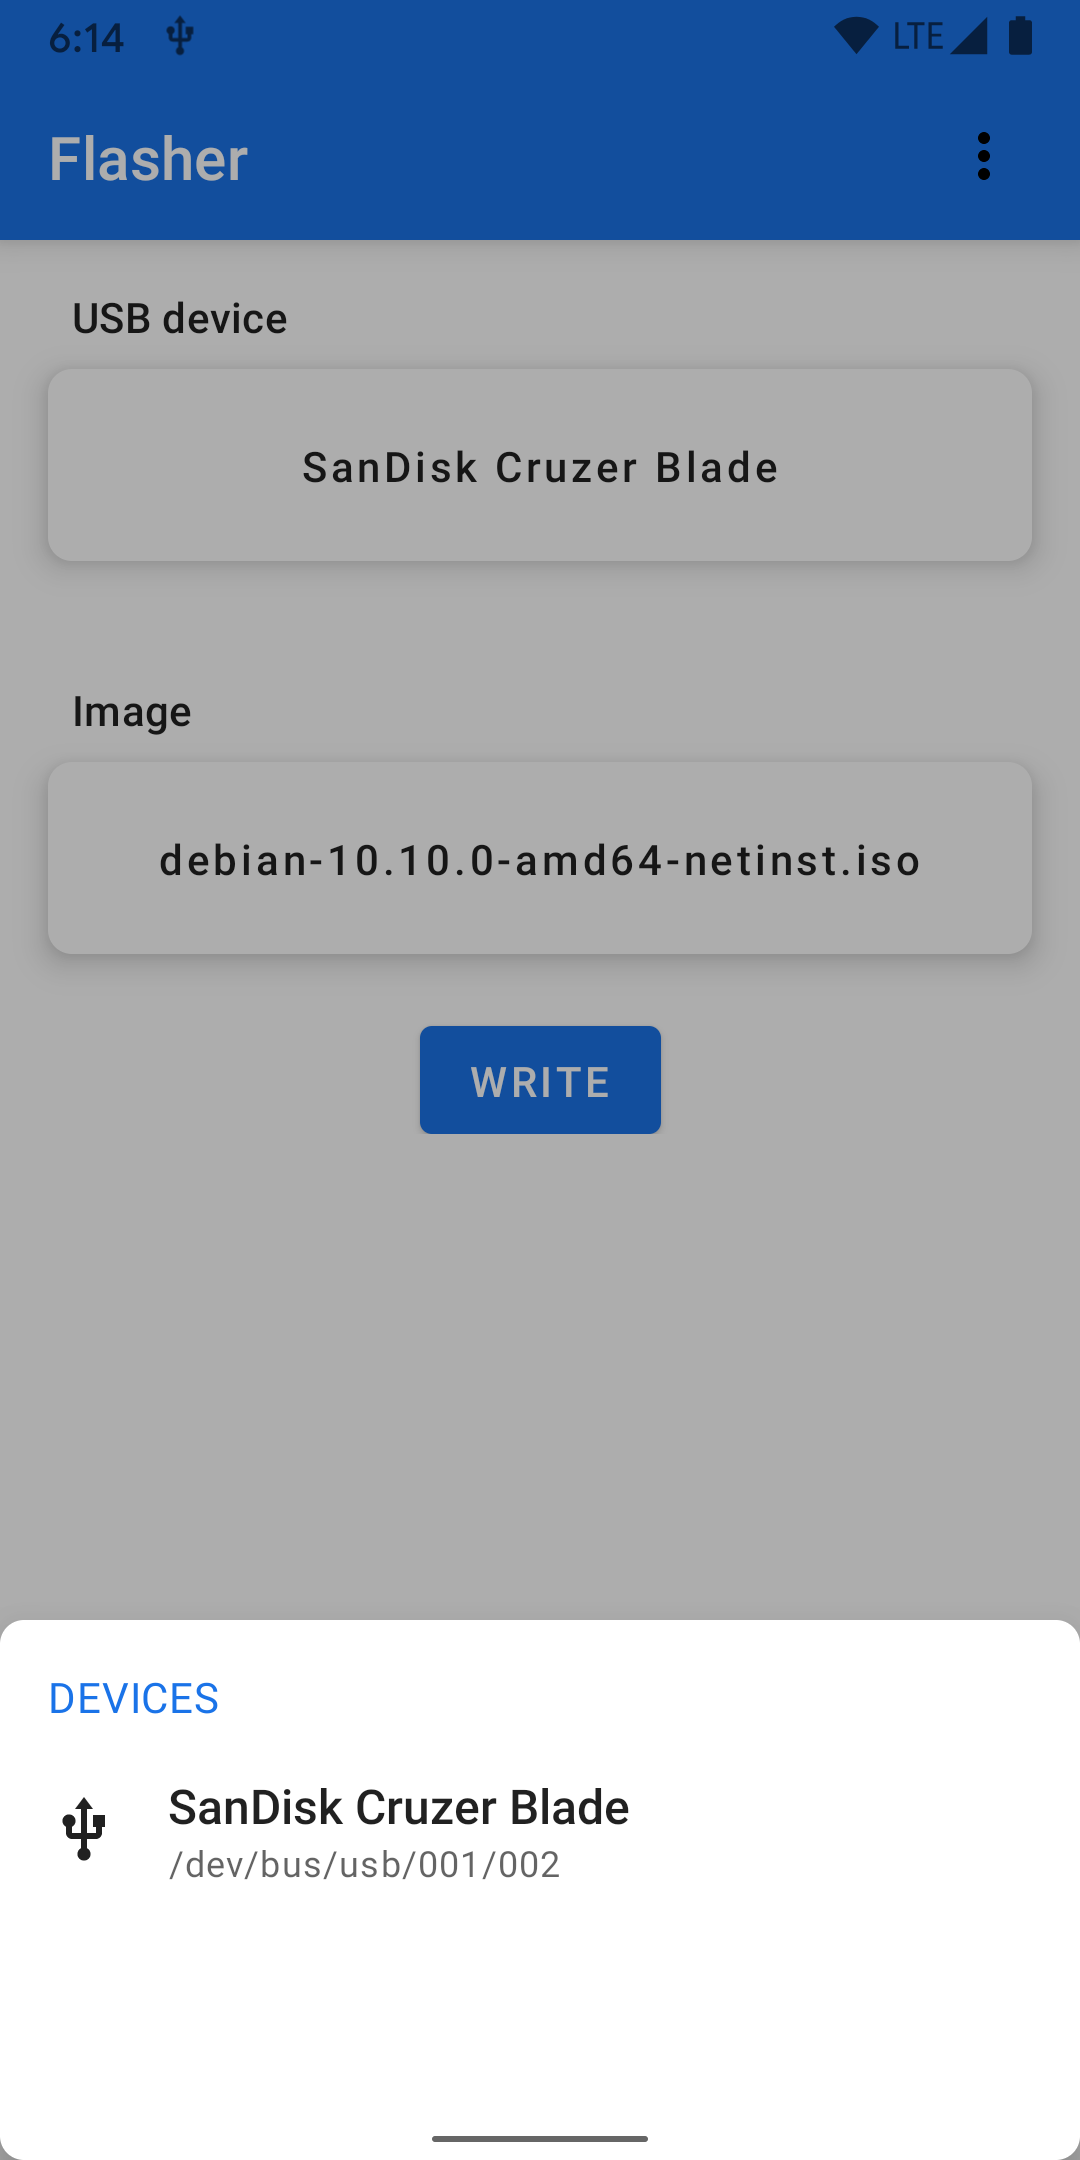 6:14
LTE
Flasher
USB device
SanDisk Cruzer Blade
Image
debian-10.10.0-amd64-netinst.iso
WRITE
DEVICES
SanDisk Cruzer Blade
/dev/bus/usb/001/002